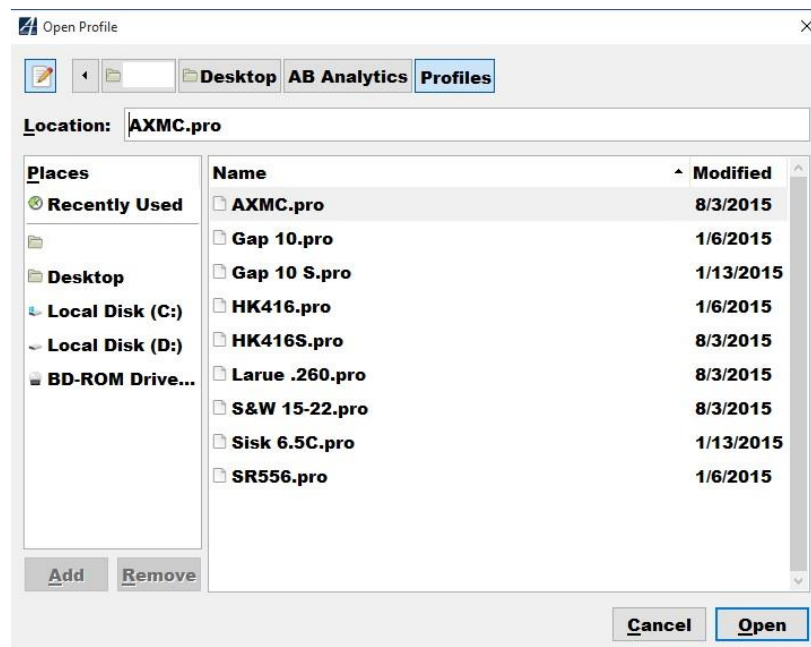 Open Profile
Desktop AB Analytics Profiles
Location: AXMC.pro
Places Name Modified
Recently Used AXMC.pro 8/3/2015
Gap 10.pro 1/6/2015
Desktop Gap 10 S.pro 1/13/2015
Local Disk (C:) HK416.pro 1/6/2015
Local Disk (D:) HK416S.pro 8/3/2015
BD-ROM Drive... Larue .260.pro 8/3/2015
S&W 15-22.pro 8/3/2015
Sisk 6.5C.pro 1/13/2015
SR556.pro 1/6/2015
Add Remove
Cancel Open